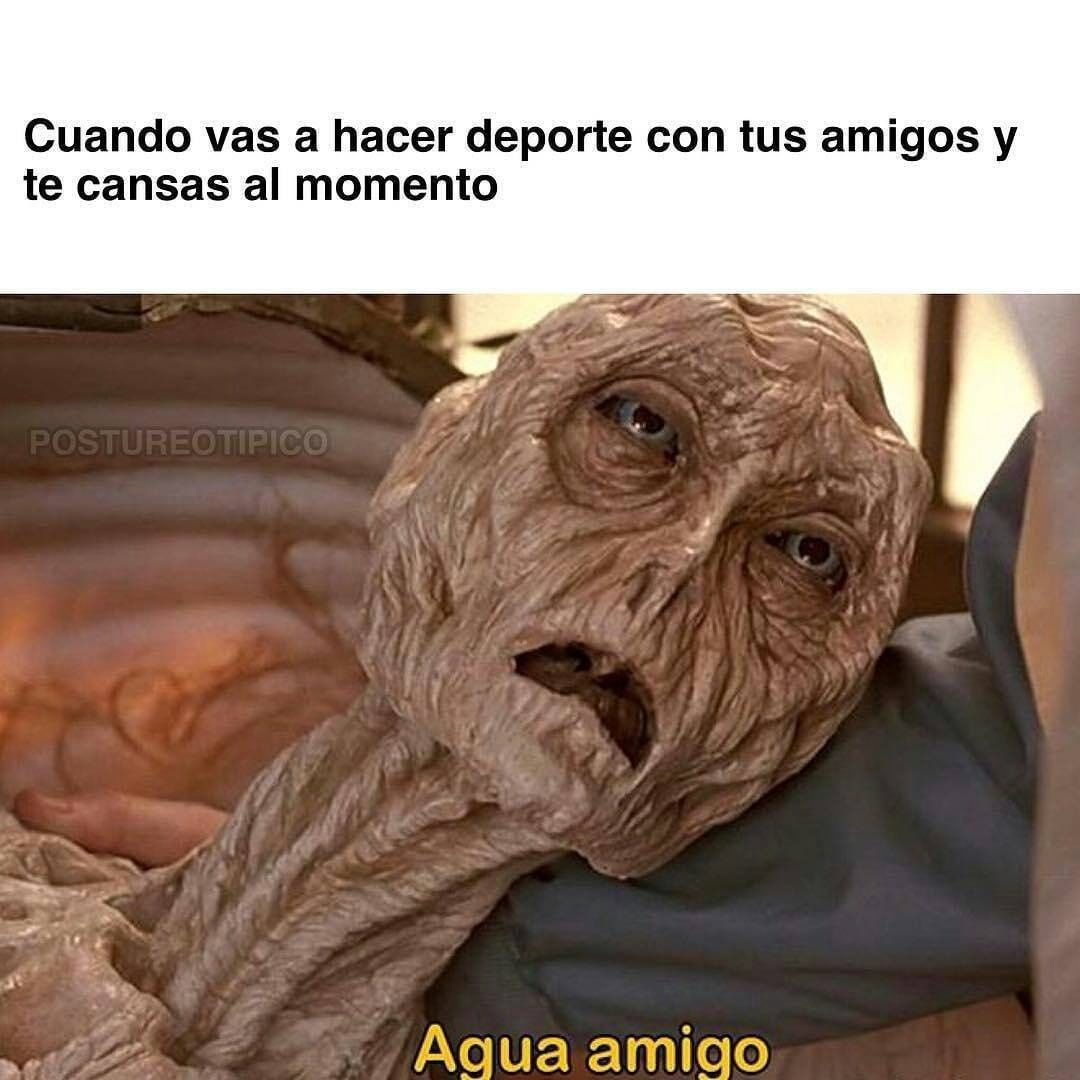 Cuando vas a hacer deporte con tus amigos y
te cansas al momento
POSTUREOTIPICO
Agua amigo